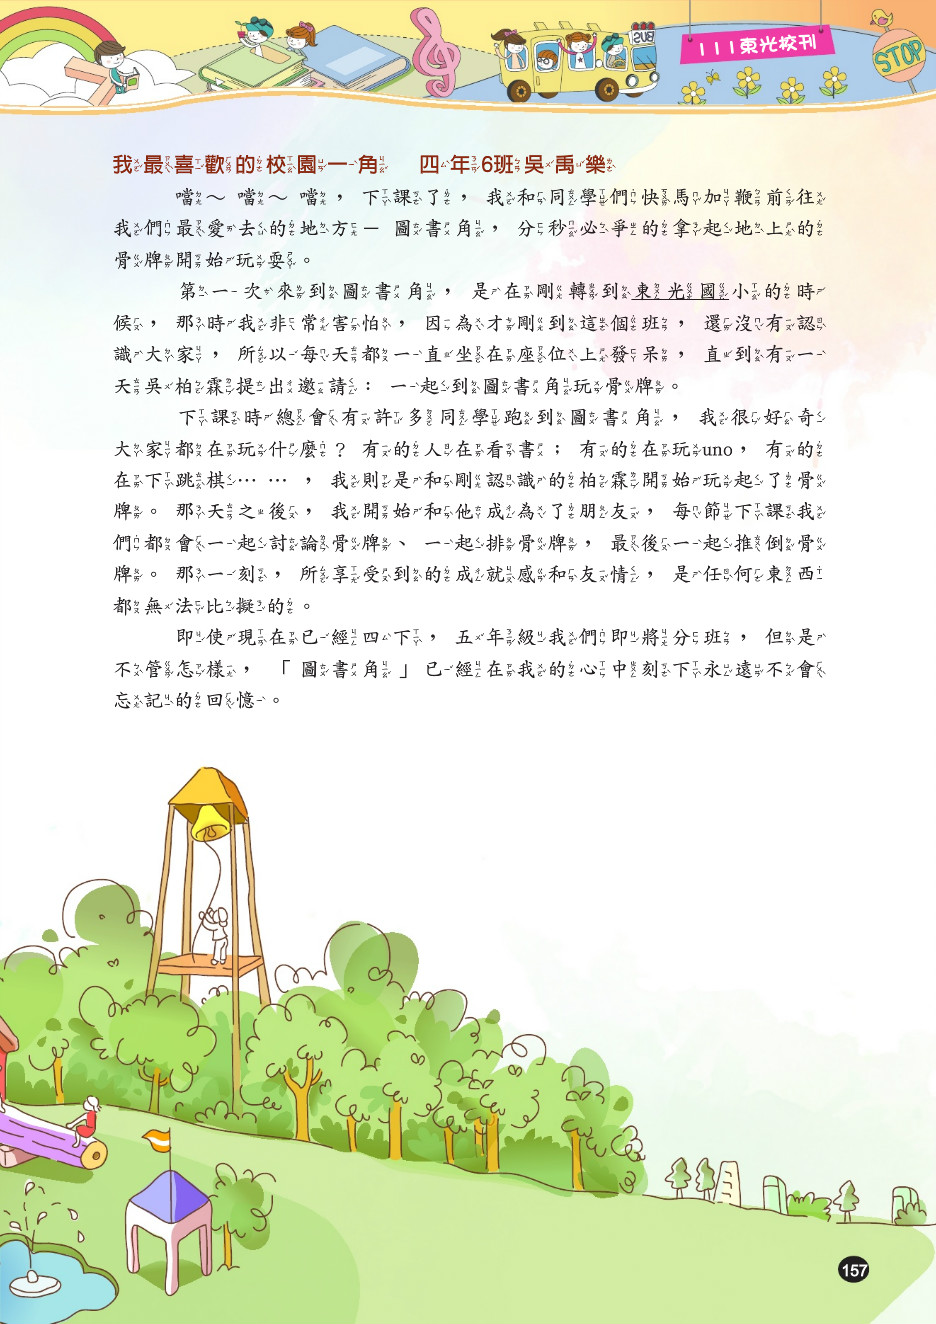 111東光校刊
STOP
BUS
我最喜歡的校園一角 四年6班吳禹樂
噹～噹～噹，下課了，我和同學們快馬加鞭前往
我們最愛去的地方—圖書角，分秒必爭的拿起地上的
骨牌開始玩耍。
第一次來到圖書角，是在剛轉到東光國小的時
候，那時我非常害怕，因為才剛到這個班，還沒有認
識大家，所以每天都一直坐在座位上發呆，直到有一
天吳柏霖提出邀請：一起到圖書角玩骨牌。
下課時總會有許多同學跑到圖書角，我很好奇
大家都在玩什麼？有的人在看書；有的在玩uno，有的
在下跳棋……，我則是和剛認識的柏霖開始玩起了骨
牌。那天之後，我開始和他成為了朋友，每節下課我
們都會一起討論骨牌、一起排骨牌，最後一起推倒骨
牌。那一刻，所享受到的成就感和友情，是任何東西
都無法比擬的。
即使現在已經四下，五年級我們即將分班，但是
不管怎樣，「圖書角」已經在我的心中刻下永遠不會
忘記的回憶。
157